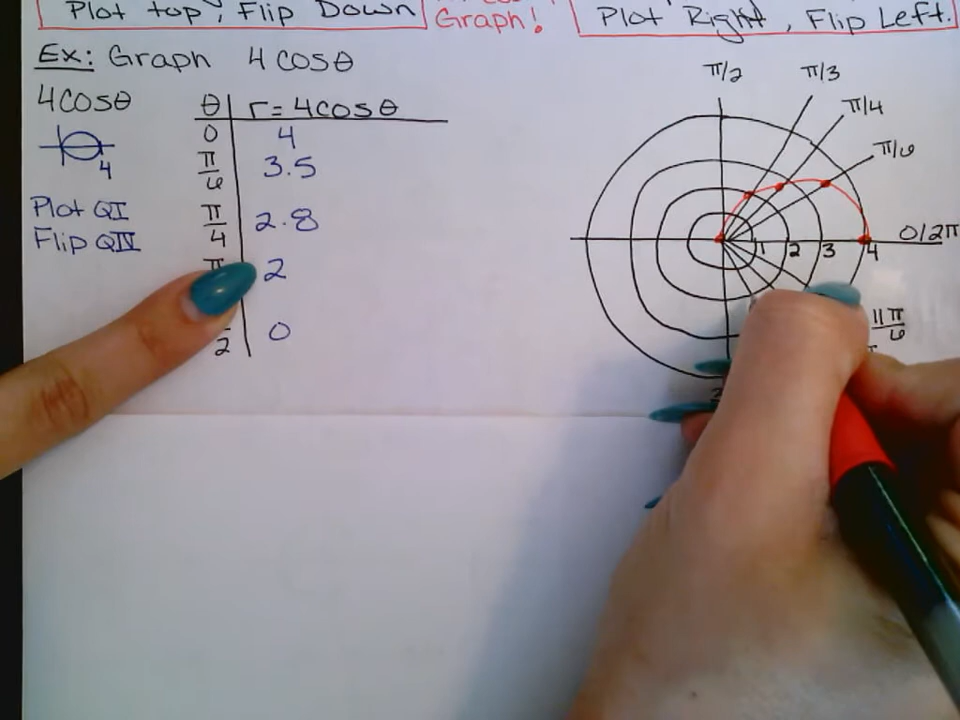 Plot top, Flip Down
Graph!
Plot Right, Flip Left.
Ex: Graph 4cosθ
4cosθ
4
Plot QI
Flip QIV
θ r = 4cosθ
0 4
π/6 3.5
π/4 2.8
π 2
2 0
π/2
π/3
π/4
π/6
0/2π
1 2 3 4
11π/6